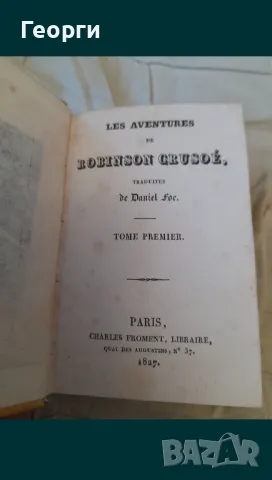 Георги
LES AVENTURES
DE
ROBINSON CRUSOÉ,
TRADUITES
de Daniel Foe.
TOME PREMIER.
PARIS,
CHARLES FROMENT, LIBRAIRE,
QUAI DES AUGUSTINS, N° 37.
1827.
BAZAR